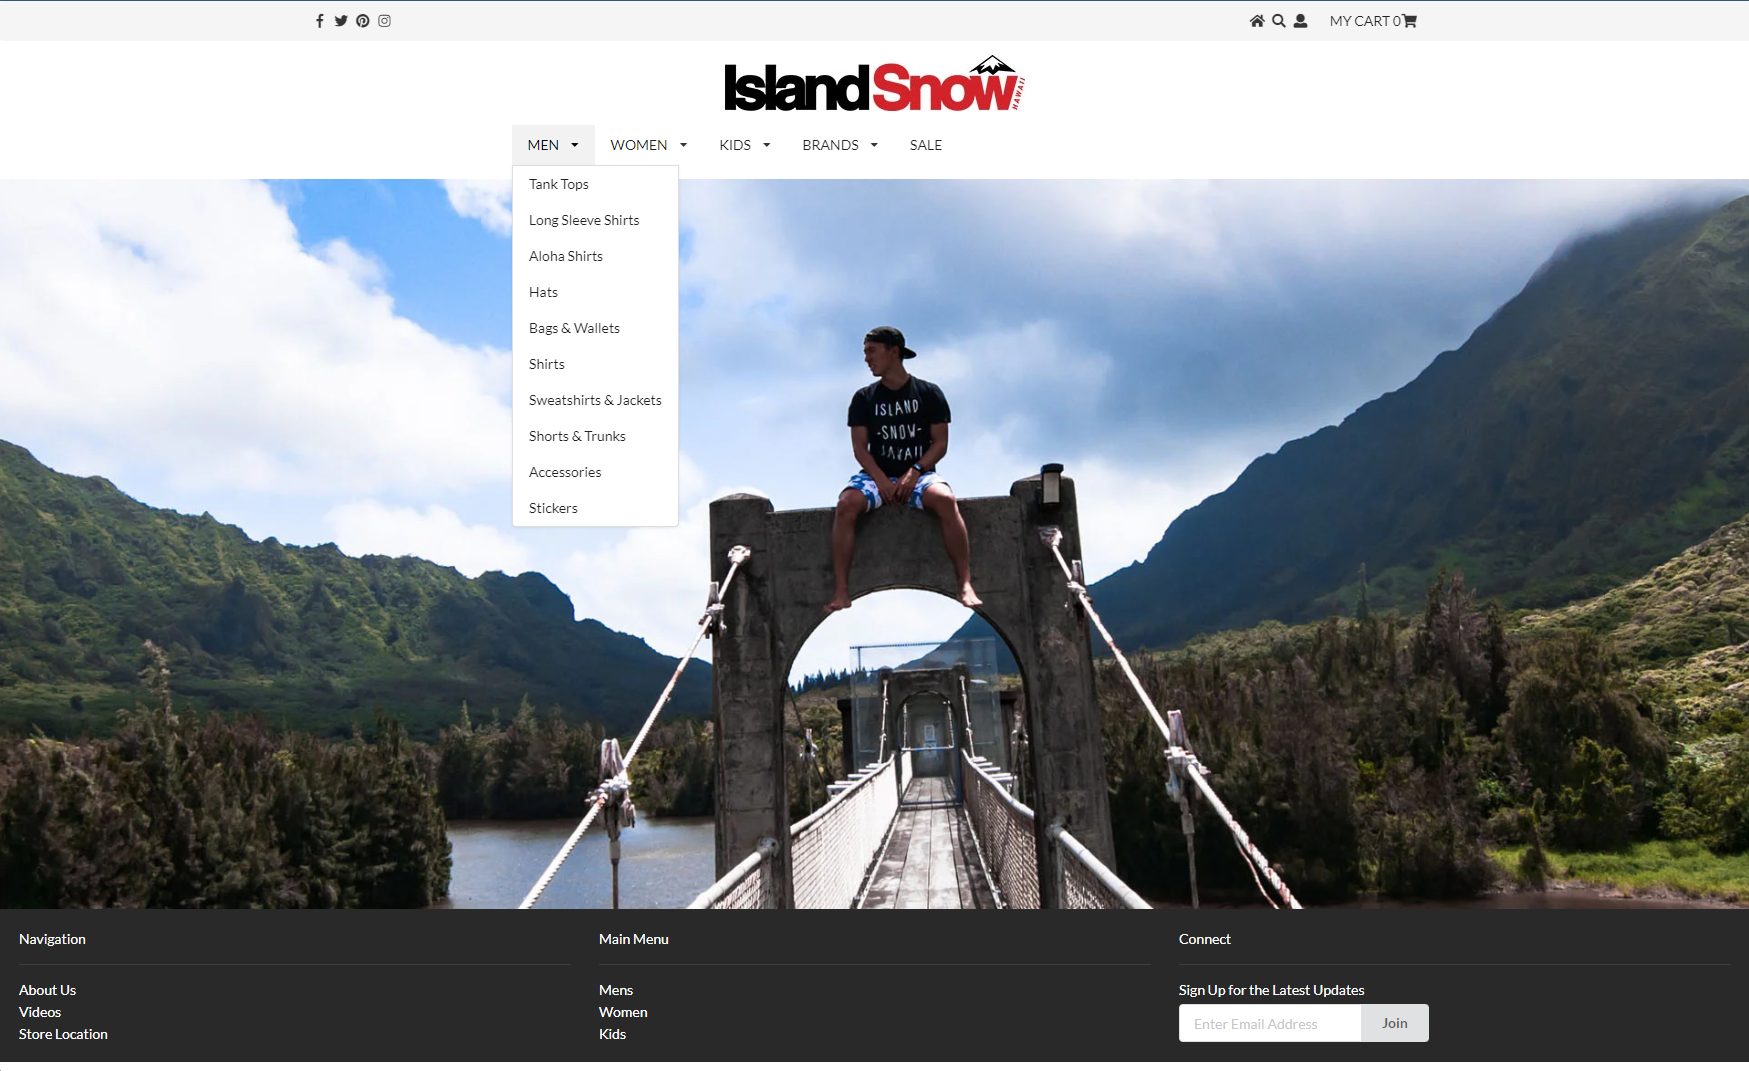 MY CART 0
IslandSnow HAWAII
MEN WOMEN KIDS BRANDS SALE
Tank Tops
Long Sleeve Shirts
Aloha Shirts
Hats
Bags & Wallets
Shirts
Sweatshirts & Jackets
Shorts & Trunks
Accessories
Stickers
ISLAND
-SNOW-
HAWAII
Navigation
About Us
Videos
Store Location
Main Menu
Mens
Women
Kids
Connect
Sign Up for the Latest Updates
Enter Email Address Join